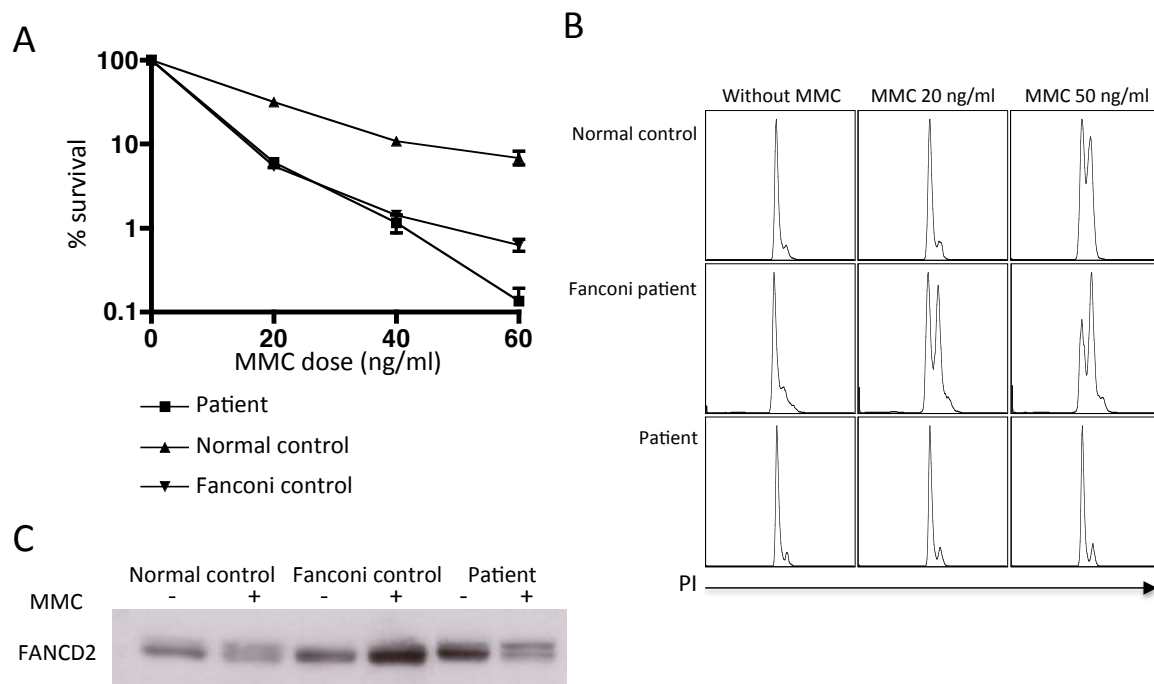 A
100
10
1
0.1
% survival
0 20 40 60
MMC dose (ng/ml)
Patient
Normal control
Fanconi control
B
Without MMC MMC 20 ng/ml MMC 50 ng/ml
Normal control
Fanconi patient
Patient
PI
C
Normal control Fanconi control Patient
MMC - + - + - +
FANCD2